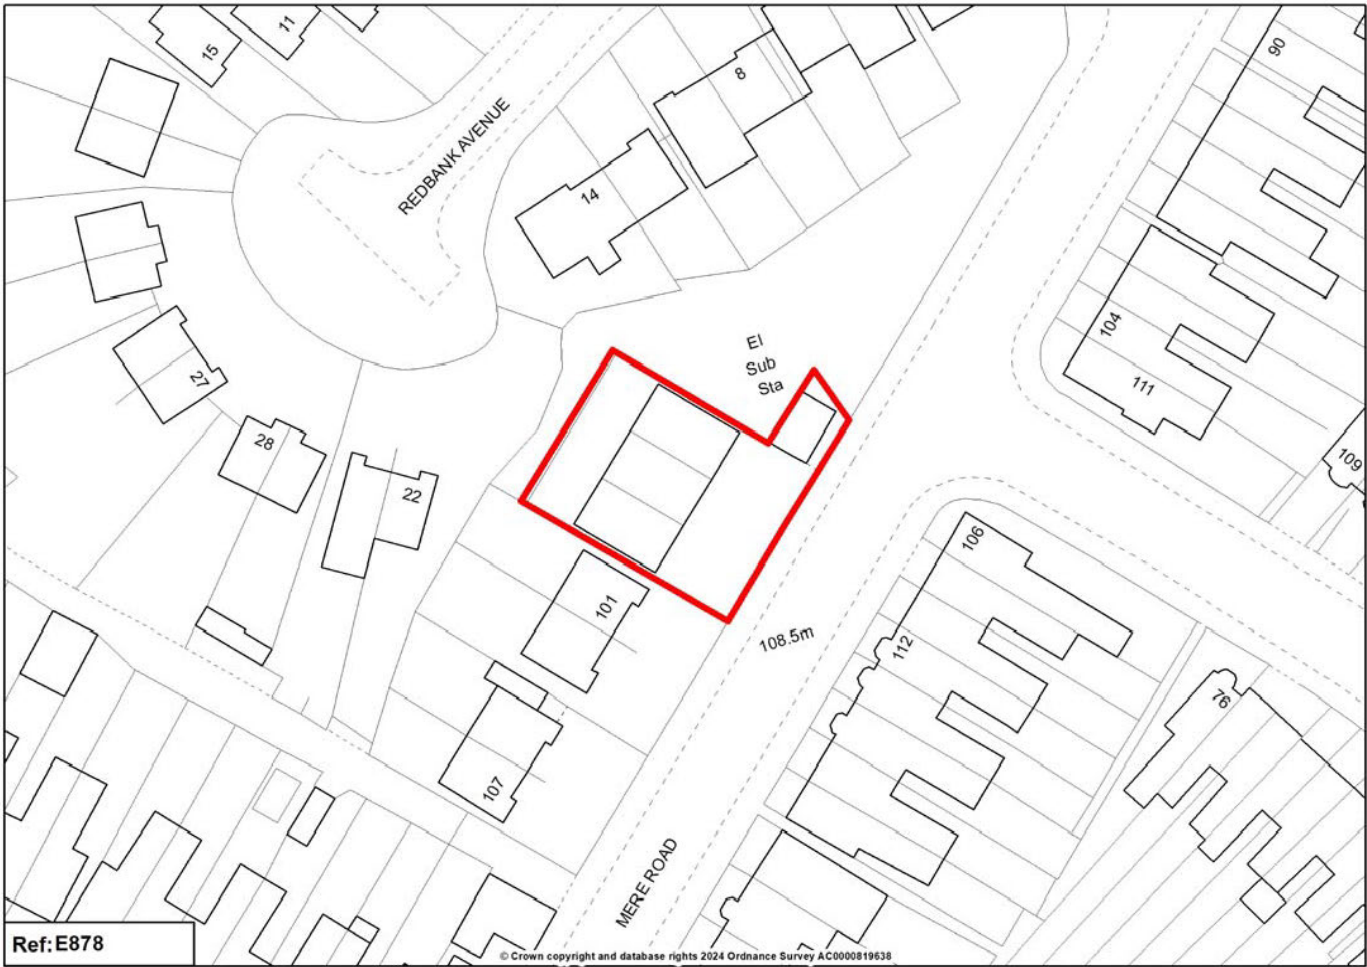 11
15
90
8
REDBANK AVENUE
14
104
El
Sub
Sta
27
111
28
109
22
106
101
108.5m
112
76
107
MERE ROAD
Ref:E878
© Crown copyright and database rights 2024 Ordnance Survey AC0000819638